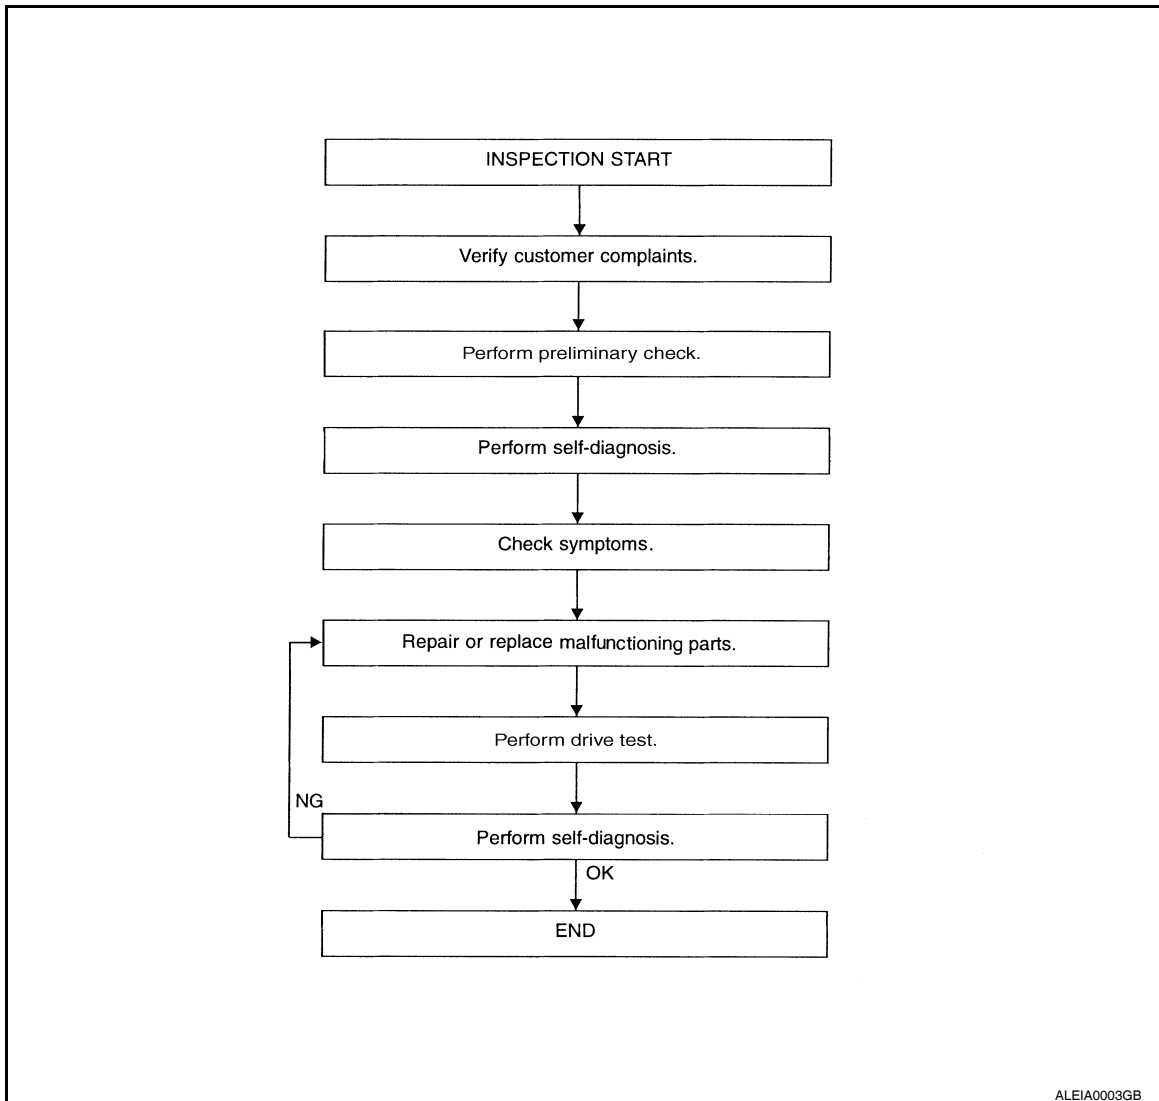 INSPECTION START
Verify customer complaints.
Perform preliminary check.
Perform self-diagnosis.
Check symptoms.
Repair or replace malfunctioning parts.
Perform drive test.
NG
Perform self-diagnosis.
OK
END
ALEIA0003GB